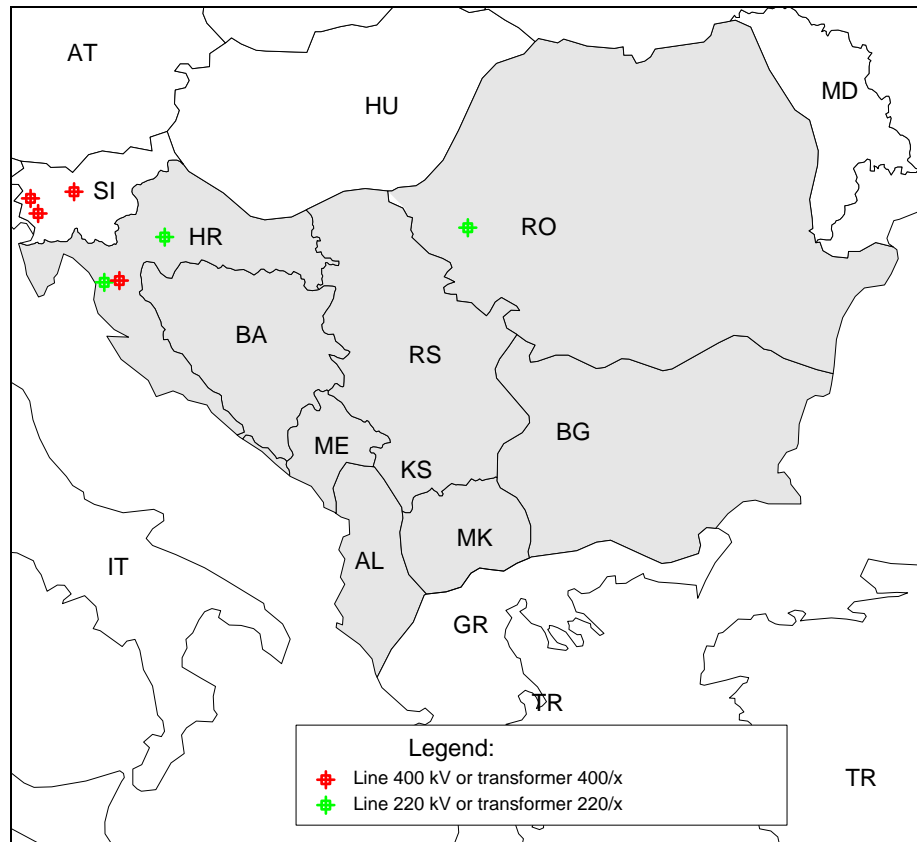 AT
MD
HU
SI
RO
HR
BA
RS
BG
ME
KS
MK
AL
IT
GR
TR
Legend:
Line 400 kV or transformer 400/x
Line 220 kV or transformer 220/x
TR